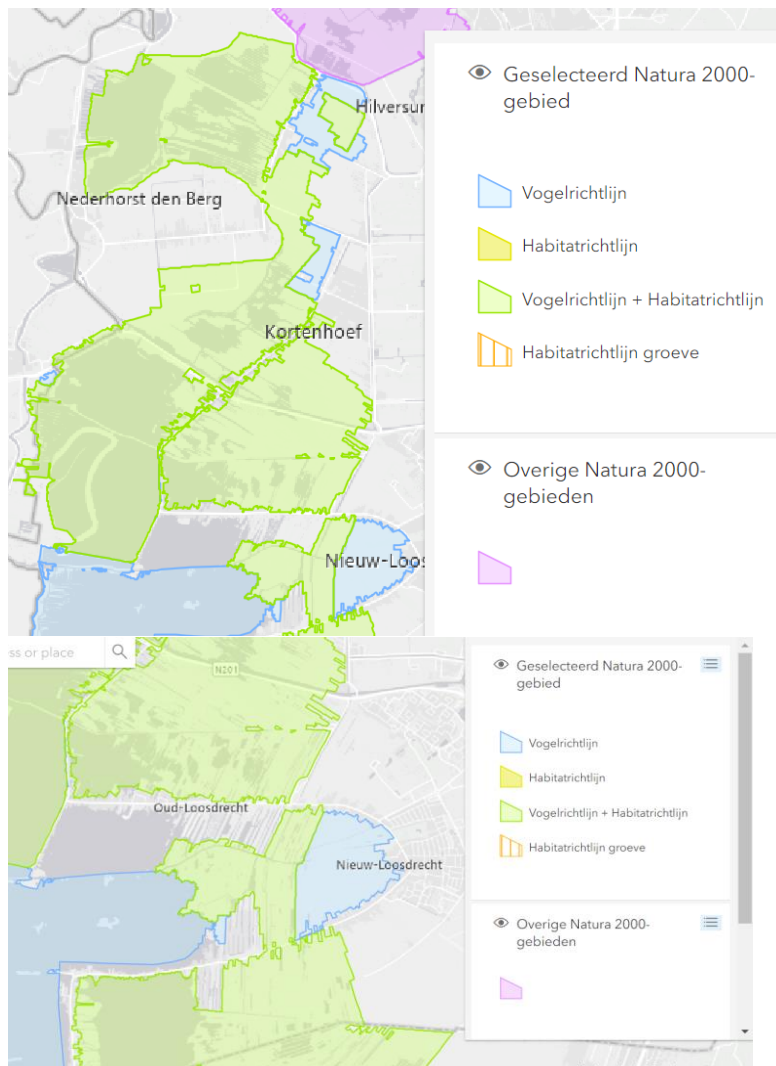 Hilversur
Nederhorst den Berg
Kortenhoef
Nieuw-Loos
Geselecteerd Natura 2000-
gebied
Vogelrichtlijn
Habitatrichtlijn
Vogelrichtlijn + Habitatrichtlijn
Habitatrichtlijn groeve
Overige Natura 2000-
gebieden
ss or place
N201
Oud-Loosdrecht
Nieuw-Loosdrecht
Geselecteerd Natura 2000-
gebied
Vogelrichtlijn
Habitatrichtlijn
Vogelrichtlijn + Habitatrichtlijn
Habitatrichtlijn groeve
Overige Natura 2000-
gebieden